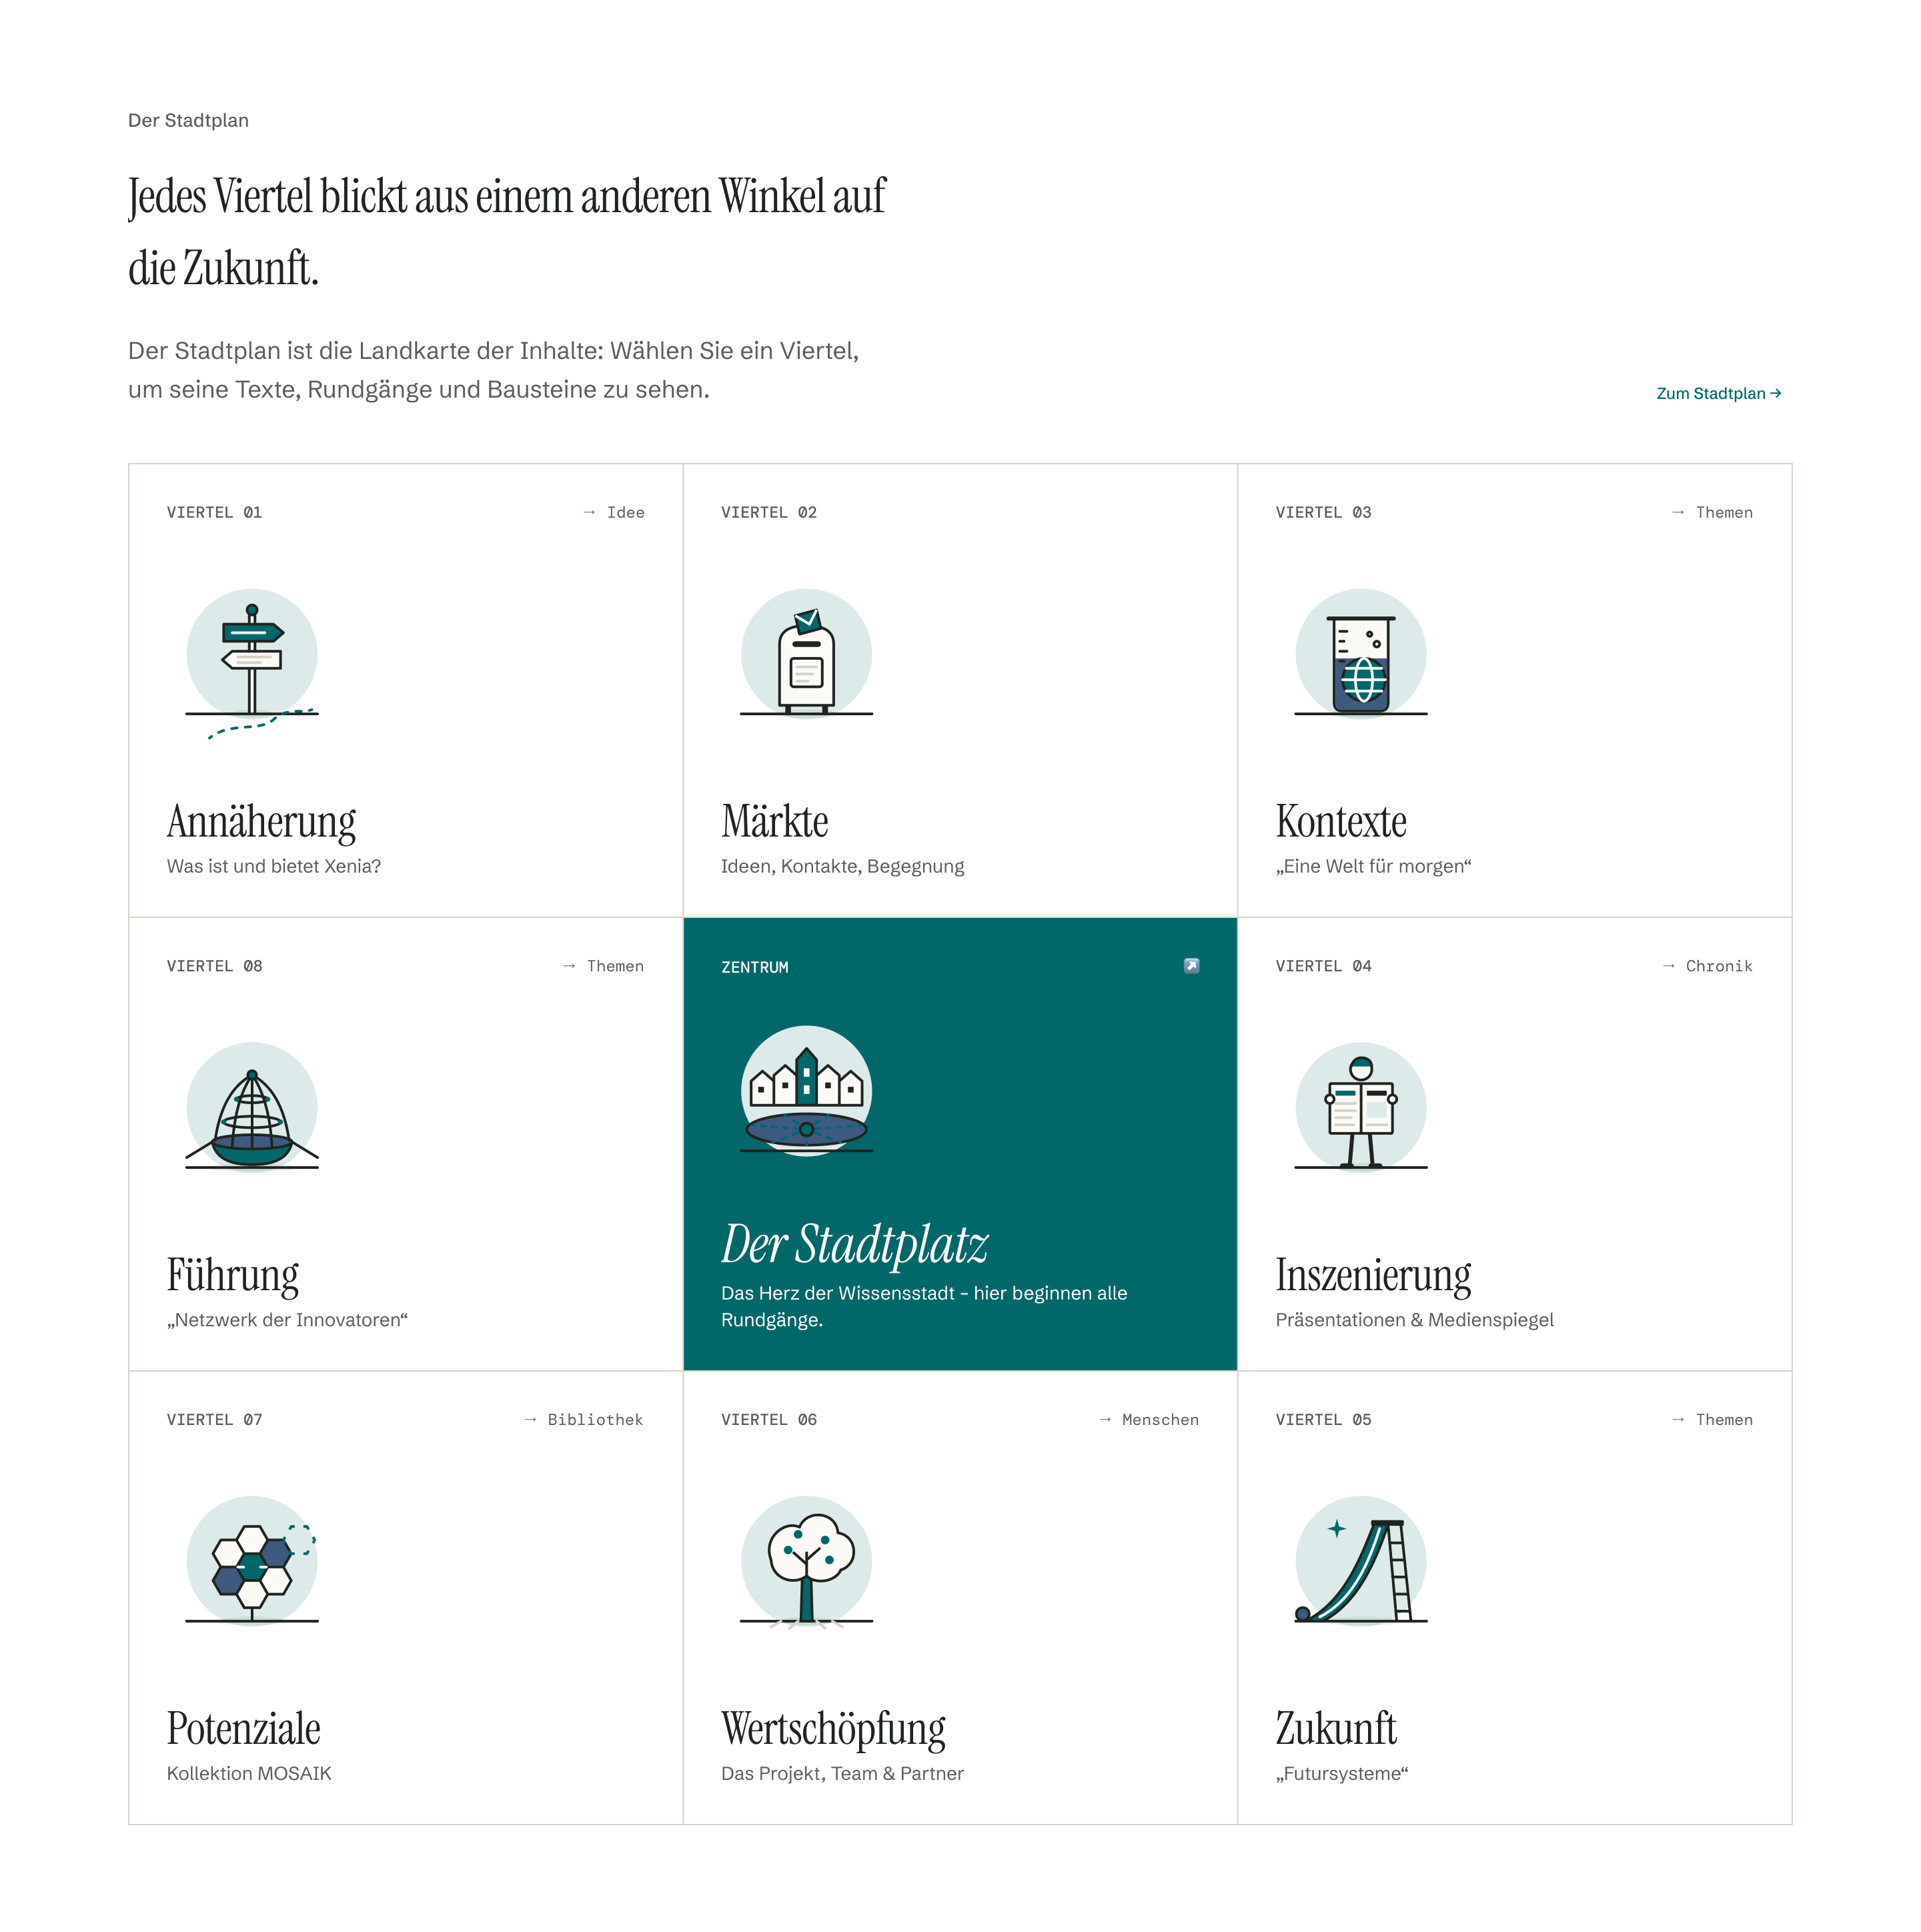 Der Stadtplan
Jedes Viertel blickt aus einem anderen Winkel auf
die Zukunft.
Der Stadtplan ist die Landkarte der Inhalte: Wählen Sie ein Viertel,
um seine Texte, Rundgänge und Bausteine zu sehen.
Zum Stadtplan →
VIERTEL 01
→ Idee
Annäherung
Was ist und bietet Xenia?
VIERTEL 02
Märkte
Ideen, Kontakte, Begegnung
VIERTEL 03
→ Themen
Kontexte
„Eine Welt für morgen“
VIERTEL 08
→ Themen
Führung
„Netzwerk der Innovatoren“
ZENTRUM
↗
Der Stadtplatz
Das Herz der Wissensstadt – hier beginnen alle
Rundgänge.
VIERTEL 04
→ Chronik
Inszenierung
Präsentationen & Medienspiegel
VIERTEL 07
→ Bibliothek
Potenziale
Kollektion MOSAIK
VIERTEL 06
→ Menschen
Wertschöpfung
Das Projekt, Team & Partner
VIERTEL 05
→ Themen
Zukunft
„Futursysteme“